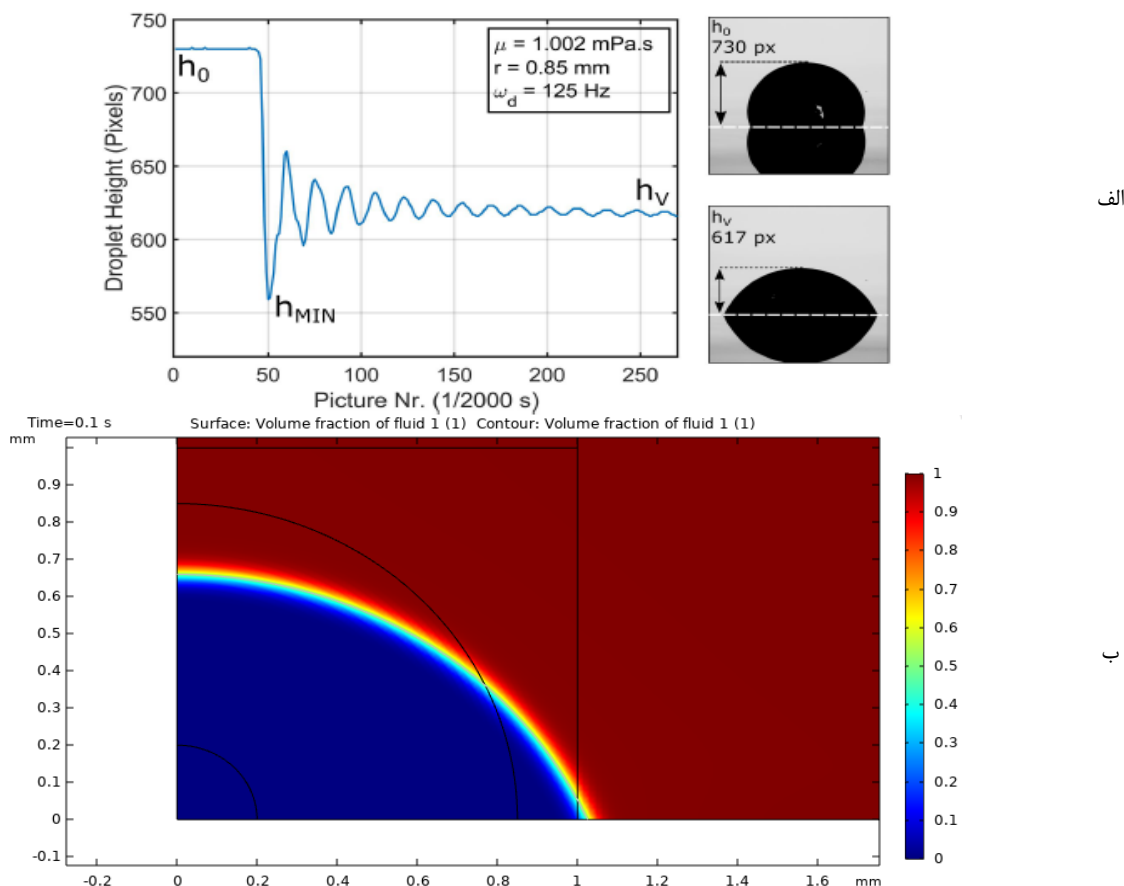 750
700
650
600
550
Droplet Height (Pixels)
h0
hMIN
hV
μ = 1.002 mPa.s
r = 0.85 mm
ωd = 125 Hz
0 50 100 150 200 250
Picture Nr. (1/2000 s)
h0
730 px
hV
617 px
الف
Time=0.1 s Surface: Volume fraction of fluid 1 (1) Contour: Volume fraction of fluid 1 (1)
mm
0.9
0.8
0.7
0.6
0.5
0.4
0.3
0.2
0.1
0
-0.1
-0.2 0 0.2 0.4 0.6 0.8 1 1.2 1.4 1.6 mm
1
0.9
0.8
0.7
0.6
0.5
0.4
0.3
0.2
0.1
0
ب